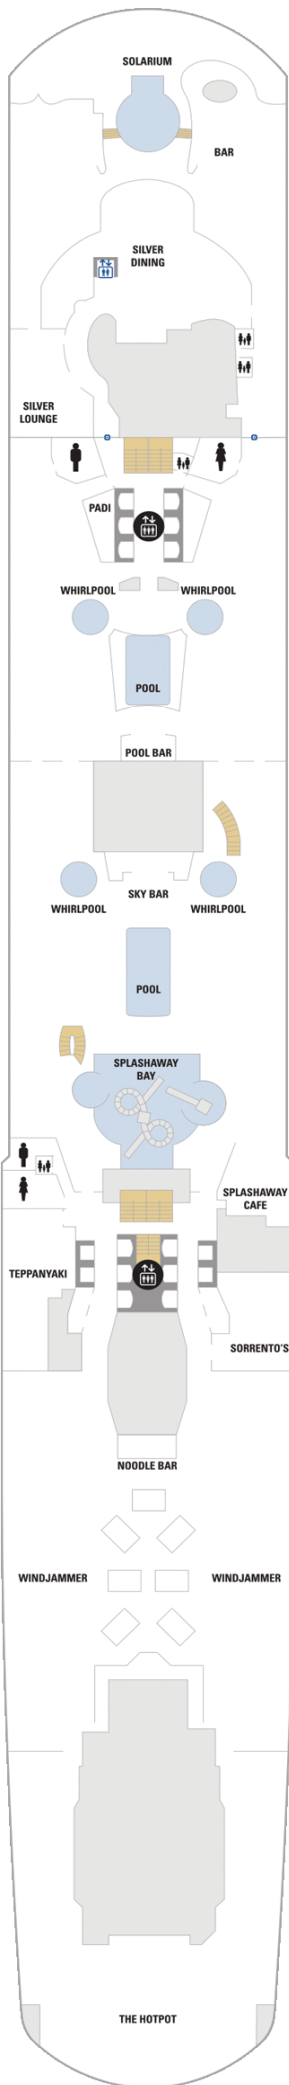 SOLARIUM
BAR
SILVER
DINING
SILVER
LOUNGE
PADI
WHIRLPOOL
WHIRLPOOL
POOL
POOL BAR
SKY BAR
WHIRLPOOL
WHIRLPOOL
POOL
SPLASHAWAY
BAY
SPLASHAWAY
CAFE
TEPPANYAKI
SORRENTO'S
NOODLE BAR
WINDJAMMER
WINDJAMMER
THE HOTPOT